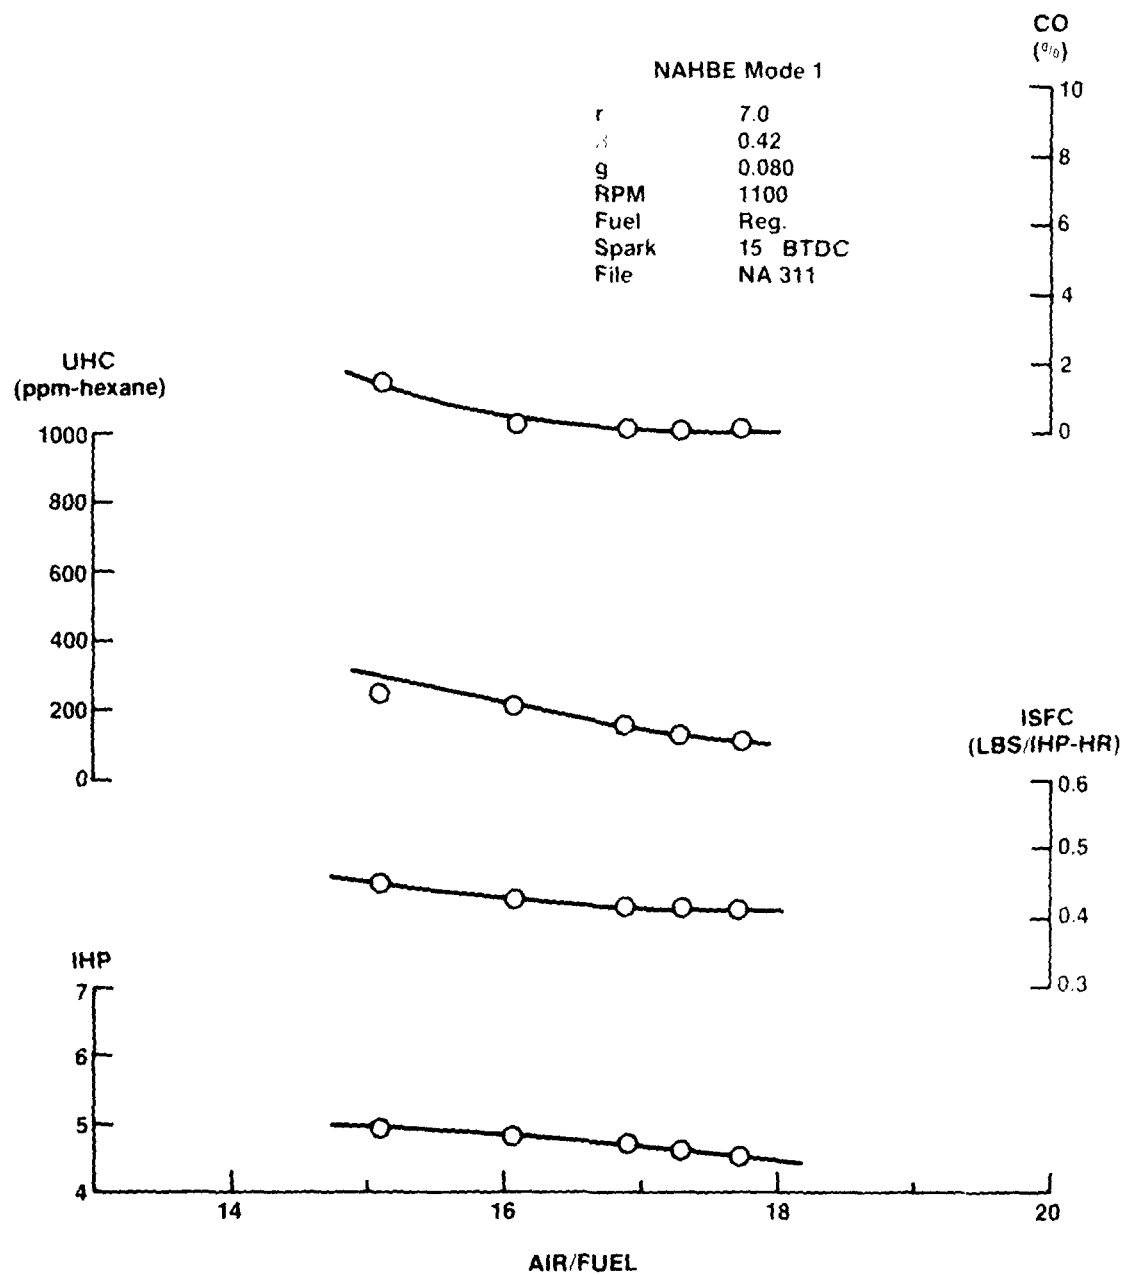 CO
(%)
NAHBE Mode 1
r 7.0
0.42
g 0.080
RPM 1100
Fuel Reg.
Spark 15 BTDC
File NA 311
10
8
6
4
2
0
UHC
(ppm-hexane)
1000
800
600
400
200
0
ISFC
(LBS/IHP-HR)
0.6
0.5
0.4
0.3
IHP
7
6
5
4
14 16 18 20
AIR/FUEL